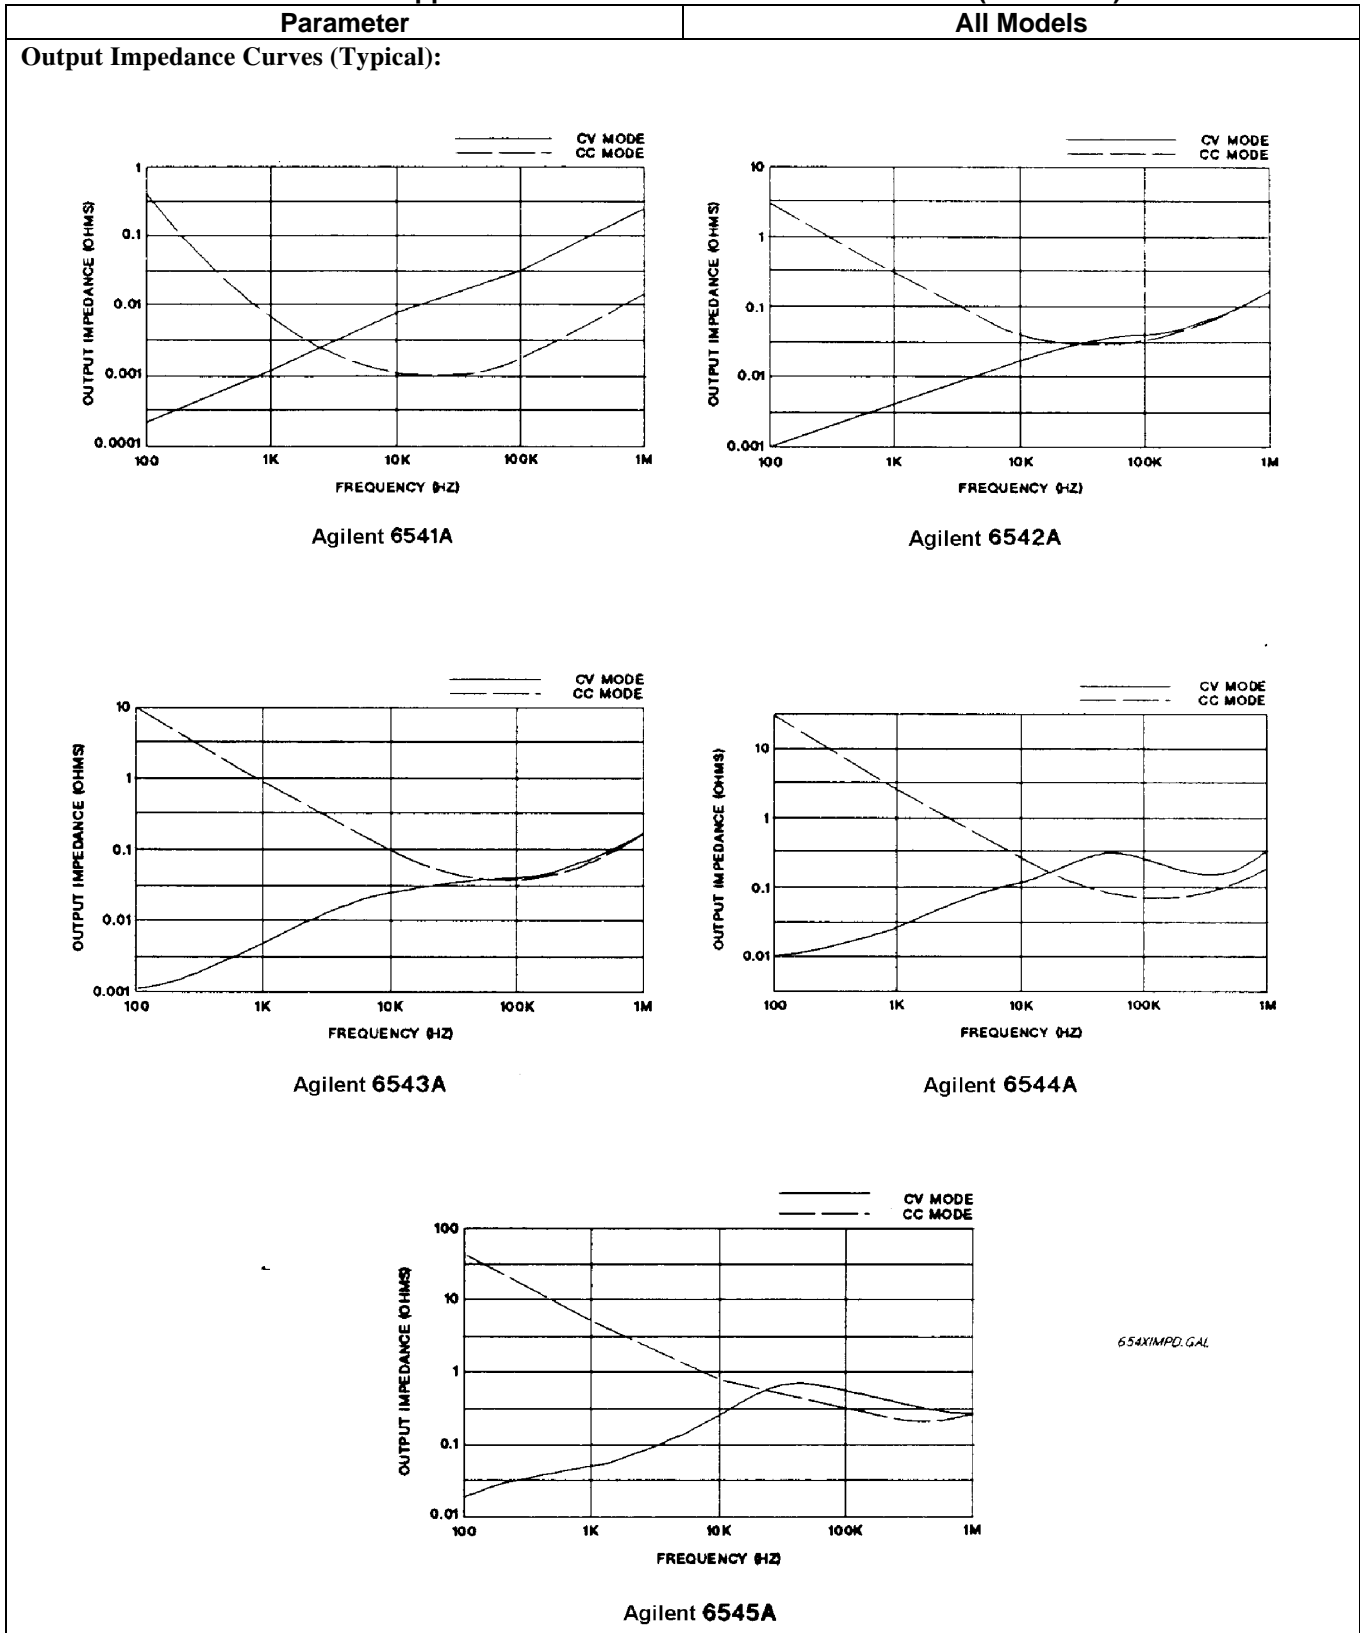 Parameter All Models
Output Impedance Curves (Typical):
CV MODE
CC MODE
1
0.1
0.01
0.001
0.0001
OUTPUT IMPEDANCE (OHMS)
100 1K 10K 100K 1M
FREQUENCY (HZ)
Agilent 6541A
CV MODE
CC MODE
10
1
0.1
0.01
0.001
OUTPUT IMPEDANCE (OHMS)
100 1K 10K 100K 1M
FREQUENCY (HZ)
Agilent 6542A
CV MODE
CC MODE
10
1
0.1
0.01
0.001
OUTPUT IMPEDANCE (OHMS)
100 1K 10K 100K 1M
FREQUENCY (HZ)
Agilent 6543A
CV MODE
CC MODE
10
1
0.1
0.01
OUTPUT IMPEDANCE (OHMS)
100 1K 10K 100K 1M
FREQUENCY (HZ)
Agilent 6544A
CV MODE
CC MODE
100
10
1
0.1
0.01
OUTPUT IMPEDANCE (OHMS)
100 1K 10K 100K 1M
FREQUENCY (HZ)
654XIMPD.GAL
Agilent 6545A